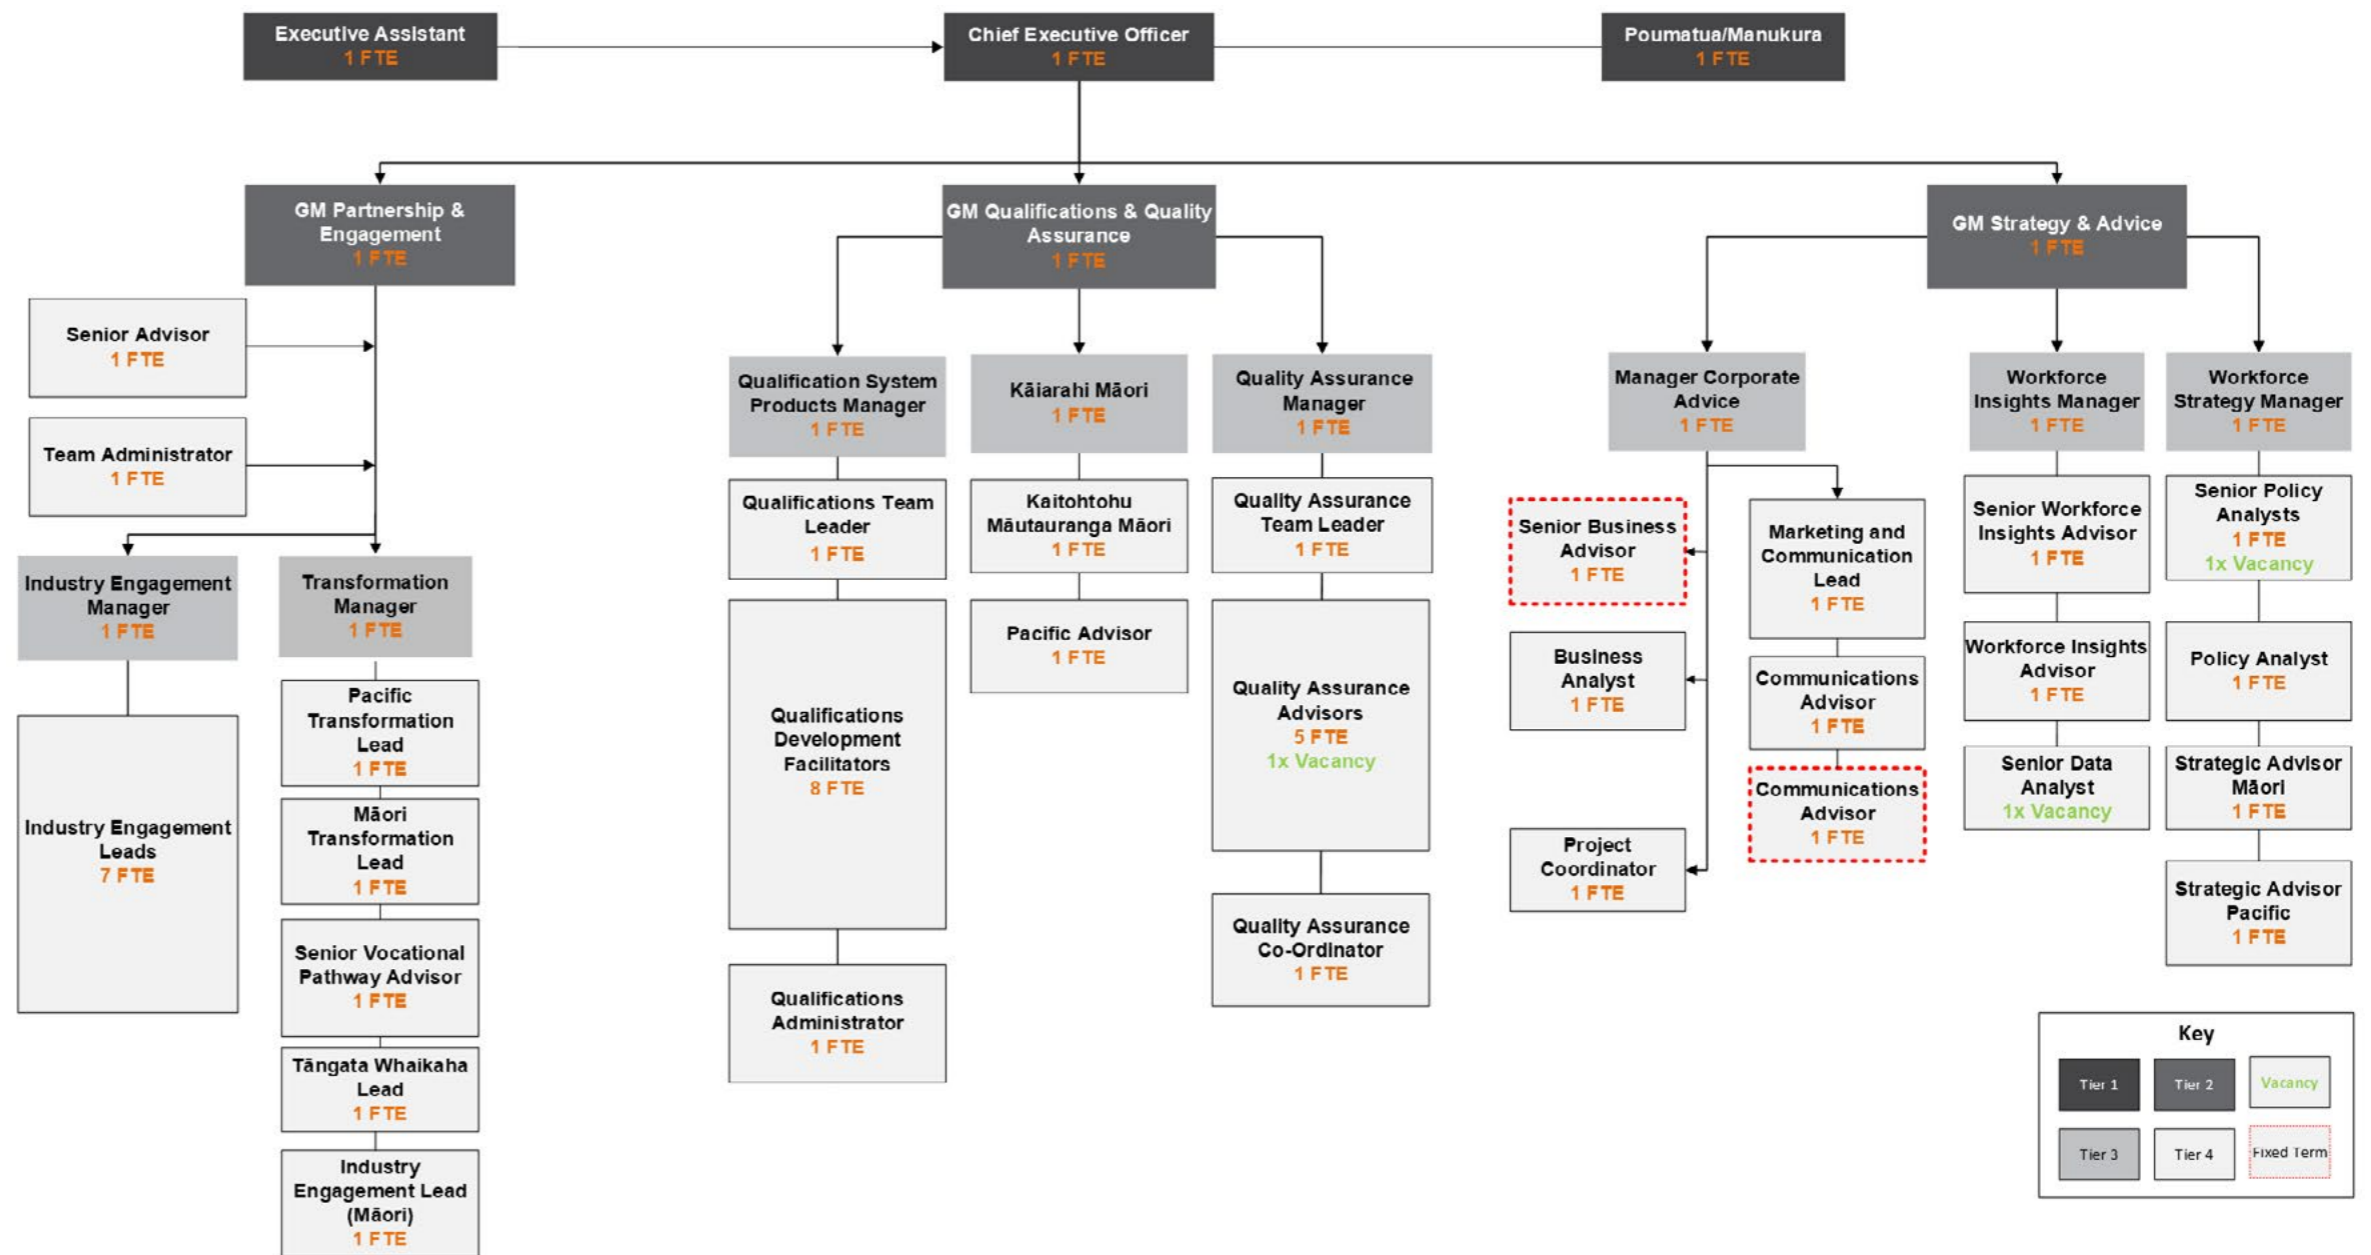 Executive Assistant
1 FTE
Chief Executive Officer
1 FTE
Poumatua/Manukura
1 FTE
GM Partnership &
Engagement
1 FTE
GM Qualifications & Quality
Assurance
1 FTE
GM Strategy & Advice
1 FTE
Senior Advisor
1 FTE
Team Administrator
1 FTE
Industry Engagement
Manager
1 FTE
Industry Engagement
Leads
7 FTE
Transformation
Manager
1 FTE
Pacific
Transformation
Lead
1 FTE
Māori
Transformation
Lead
1 FTE
Senior Vocational
Pathway Advisor
1 FTE
Tāngata Whaikaha
Lead
1 FTE
Industry
Engagement Lead
(Māori)
1 FTE
Qualification System
Products Manager
1 FTE
Qualifications Team
Leader
1 FTE
Qualifications
Development
Facilitators
8 FTE
Qualifications
Administrator
1 FTE
Kāiarahi Māori
1 FTE
Kaitohtohu
Māutauranga Māori
1 FTE
Pacific Advisor
1 FTE
Quality Assurance
Manager
1 FTE
Quality Assurance
Team Leader
1 FTE
Quality Assurance
Advisors
5 FTE
1x Vacancy
Quality Assurance
Co-Ordinator
1 FTE
Manager Corporate
Advice
1 FTE
Senior Business
Advisor
1 FTE
Business
Analyst
1 FTE
Project
Coordinator
1 FTE
Marketing and
Communication
Lead
1 FTE
Communications
Advisor
1 FTE
Communications
Advisor
1 FTE
Workforce
Insights Manager
1 FTE
Senior Workforce
Insights Advisor
1 FTE
Workforce Insights
Advisor
1 FTE
Senior Data
Analyst
1x Vacancy
Workforce
Strategy Manager
1 FTE
Senior Policy
Analysts
1 FTE
1x Vacancy
Policy Analyst
1 FTE
Strategic Advisor
Māori
1 FTE
Strategic Advisor
Pacific
1 FTE
Key
Tier 1
Tier 2
Vacancy
Tier 3
Tier 4
Fixed Term